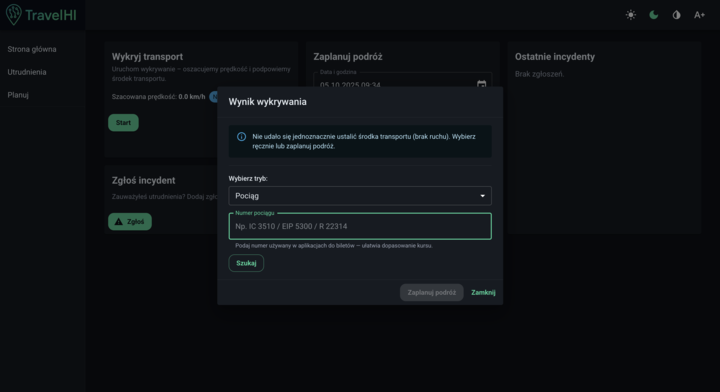 TravelHI
A+
Strona główna
Utrudnienia
Planuj
Wykryj transport
Uruchom wykrywanie — oszacujemy prędkość i podpowiemy
środek transportu.
Szacowana prędkość: 0.0 km/h
Start
Zgłoś incydent
Zauważyłeś utrudnienia? Dodaj
Zgłoś
Zaplanuj podróż
Data i godzina
05.10.2025 09:34
Ostatnie incydenty
Brak zgłoszeń.
Wynik wykrywania
Nie udało się jednoznacznie ustalić środka transportu (brak ruchu). Wybierz
ręcznie lub zaplanuj podróż.
Wybierz tryb:
Pociąg
Numer pociągu
Np. IC 3510 / EIP 5300 / R 22314
Podaj numer używany w aplikacjach do biletów — ułatwia dopasowanie kursu.
Szukaj
Zaplanuj podróż
Zamknij